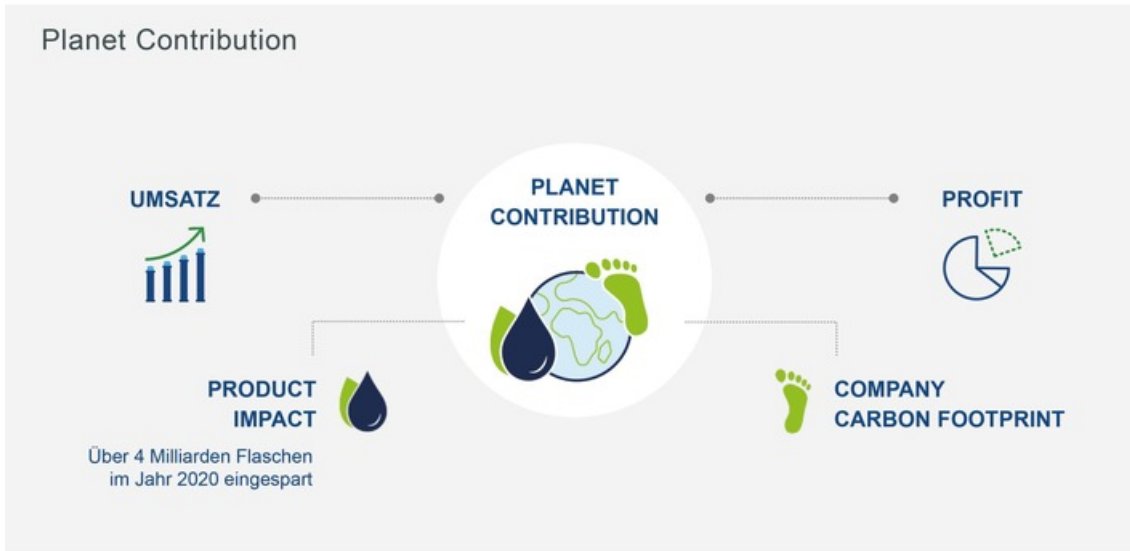 Planet Contribution
UMSATZ
PLANET
CONTRIBUTION
PROFIT
PRODUCT
IMPACT
Über 4 Milliarden Flaschen
im Jahr 2020 eingespart
COMPANY
CARBON FOOTPRINT